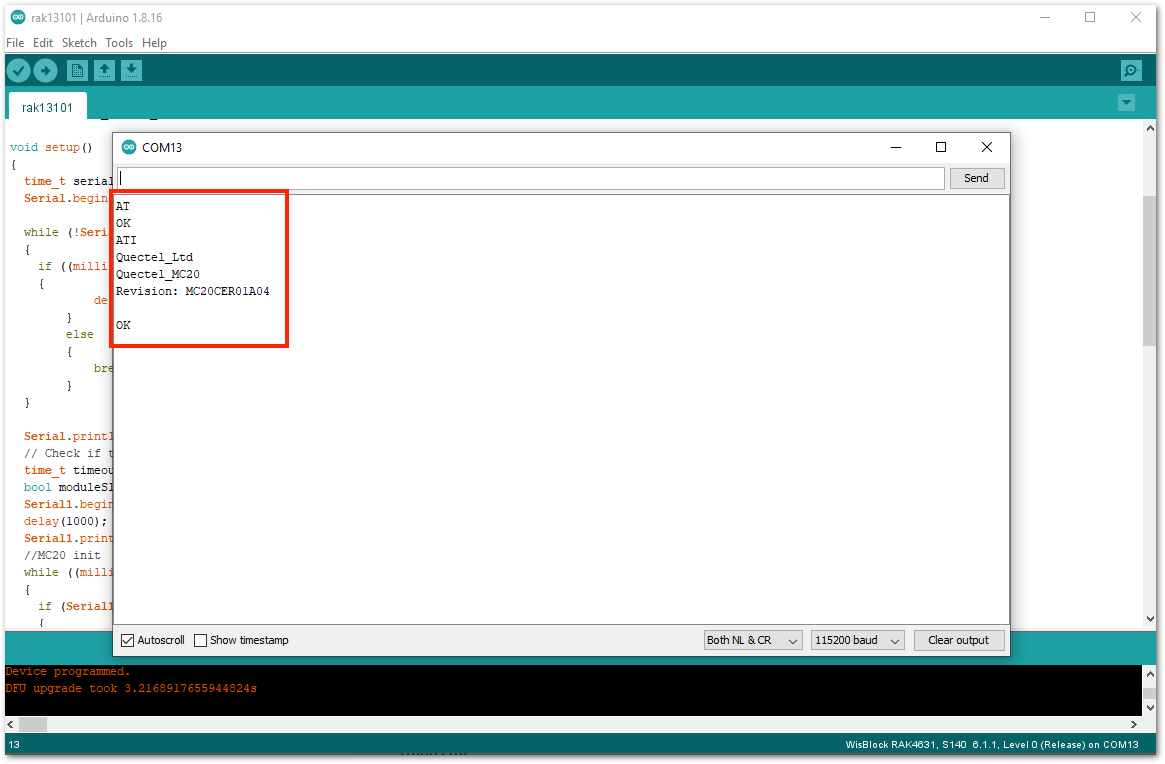 rak13101 | Arduino 1.8.16
File Edit Sketch Tools Help
rak13101
void setup()
{
time_t serial
Serial.begin
while (!Seria
{
if ((milli
{
de
}
else
{
bre
}
}
Serial.printl
// Check if t
time_t timeou
bool moduleSl
Serial1.begin
delay(1000);
Serial1.print
//MC20 init
while ((milli
{
if (Serial1
{
COM13
Send
AT
OK
ATI
Quectel_Ltd
Quectel_MC20
Revision: MC20CER01A04
OK
Autoscroll Show timestamp Both NL & CR 115200 baud Clear output
Device programmed.
DFU upgrade took 3.2168917655944824s
13 WisBlock RAK4631, S140 6.1.1, Level 0 (Release) on COM13